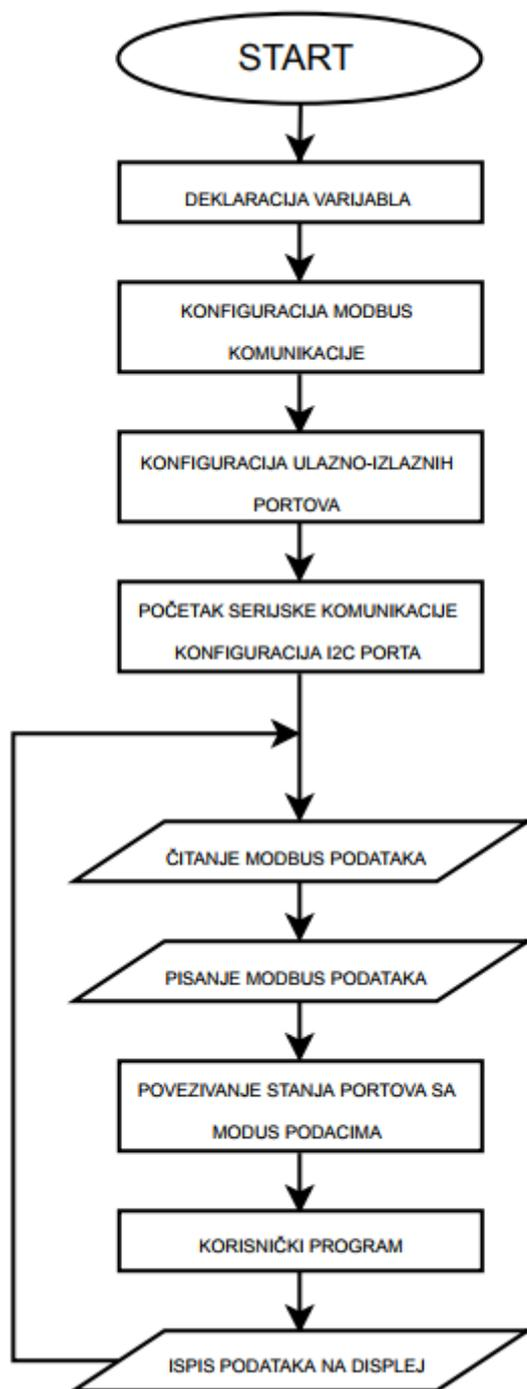 START
DEKLARACIJA VARIJABLA
KONFIGURACIJA MODBUS
KOMUNIKACIJE
KONFIGURACIJA ULAZNO-IZLAZNIH
PORTOVA
POČETAK SERIJSKE KOMUNIKACIJE
KONFIGURACIJA I2C PORTA
ČITANJE MODBUS PODATAKA
PISANJE MODBUS PODATAKA
POVEZIVANJE STANJA PORTOVA SA
MODUS PODACIMA
KORISNIČKI PROGRAM
ISPIS PODATAKA NA DISPLEJ